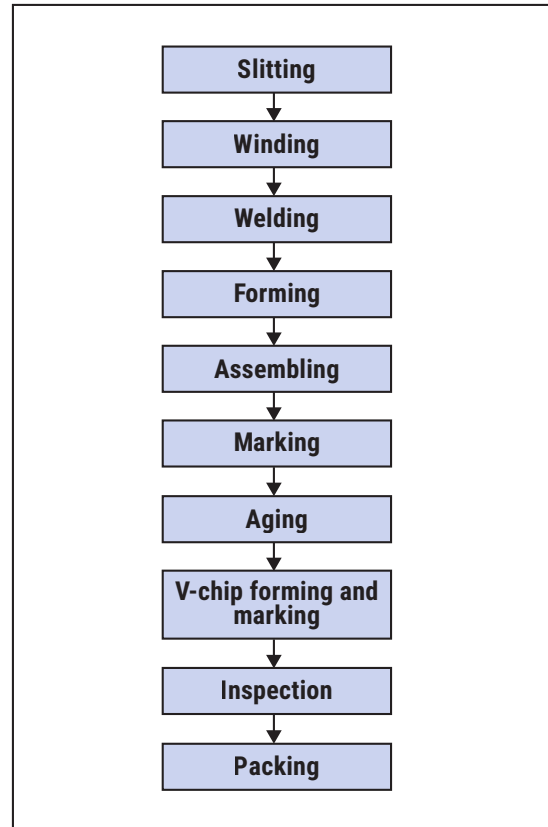 Slitting
Winding
Welding
Forming
Assembling
Marking
Aging
V-chip forming and
marking
Inspection
Packing